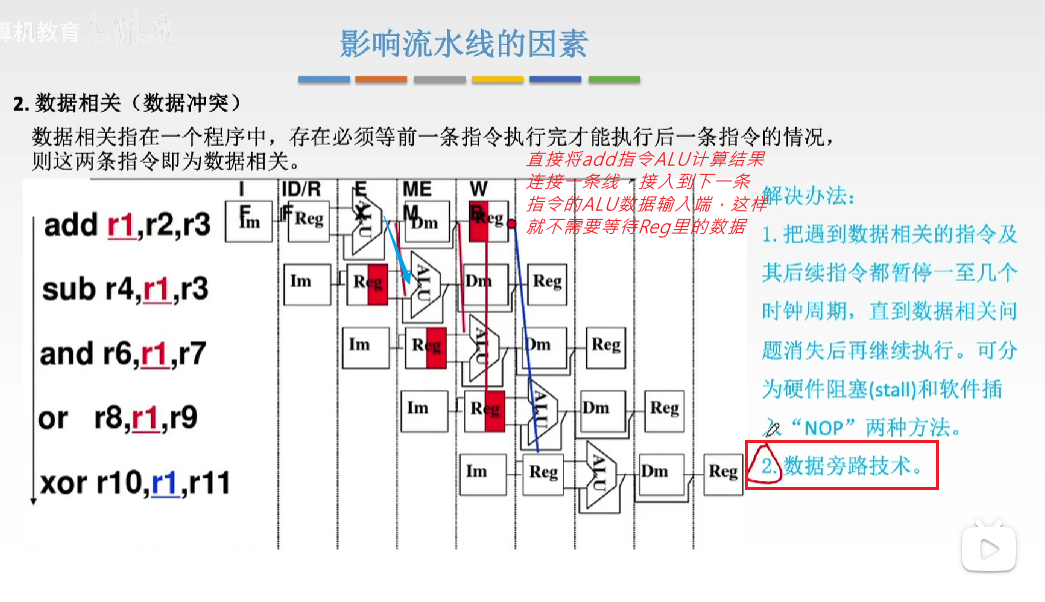 算机教育
影响流水线的因素
2. 数据相关（数据冲突）
数据相关指在一个程序中，存在必须等前一条指令执行完才能执行后一条指令的情况，
则这两条指令即为数据相关。
直接将add指令ALU计算结果
连接一条线，接入到下一条
指令的ALU数据输入端，这样
就不需要等待Reg里的数据
IF ID/RF EX MEM WB
add r1,r2,r3
Im Reg ALU Dm Reg
sub r4,r1,r3
Im Reg ALU Dm Reg
and r6,r1,r7
Im Reg ALU Dm Reg
or r8,r1,r9
Im Reg ALU Dm Reg
xor r10,r1,r11
Im Reg ALU Dm Reg
解决办法：
1. 把遇到数据相关的指令及
其后续指令都暂停一至几个
时钟周期，直到数据相关问
题消失后再继续执行。可分
为硬件阻塞(stall)和软件插
入“NOP”两种方法。
2. 数据旁路技术。